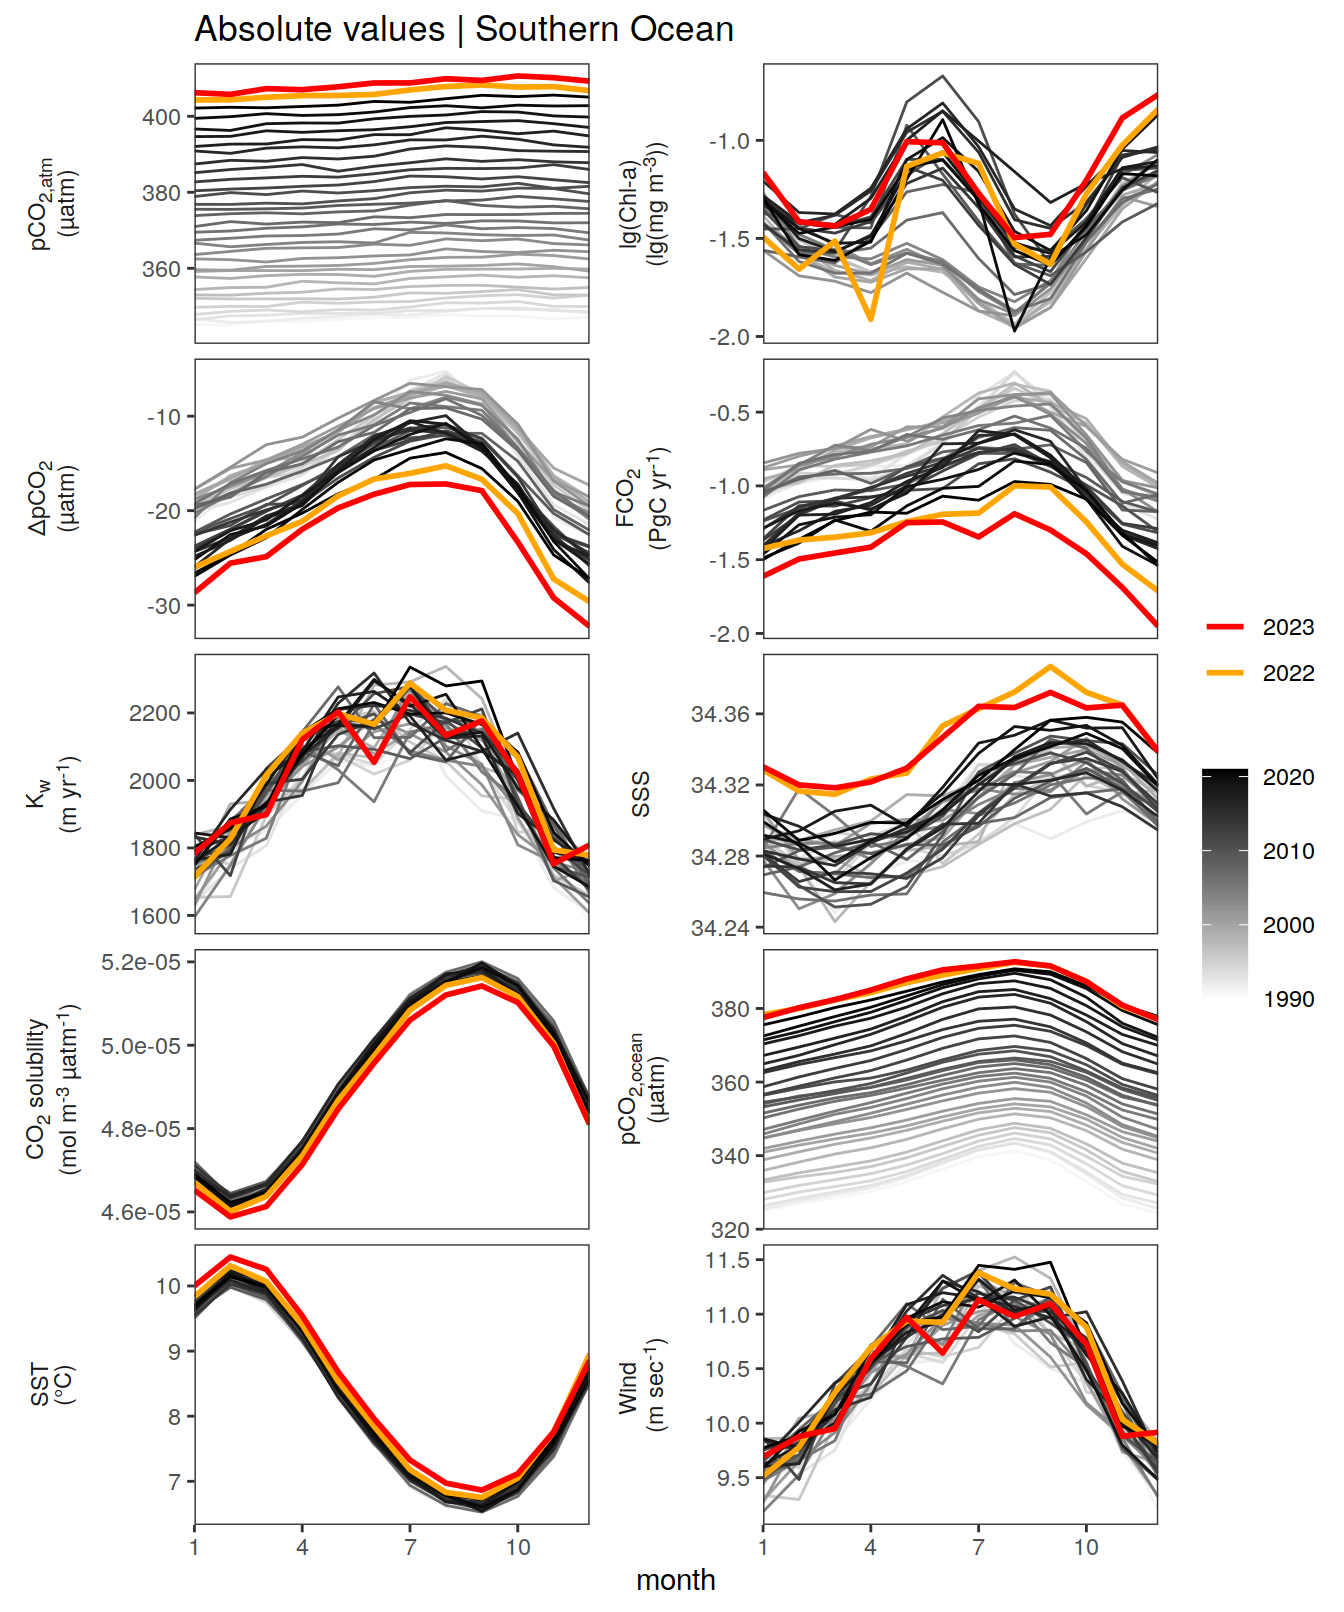 Absolute values | Southern Ocean
pCO2,atm
(µatm)
400
380
360
lg(Chl-a)
(lg(mg m-3))
-1.0
-1.5
-2.0
ΔpCO2
(µatm)
-10
-20
-30
FCO2
(PgC yr-1)
-0.5
-1.0
-1.5
-2.0
Kw
(m yr-1)
2200
2000
1800
1600
SSS
34.36
34.32
34.28
34.24
CO2 solubility
(mol m-3 µatm-1)
5.2e-05
5.0e-05
4.8e-05
4.6e-05
pCO2,ocean
(µatm)
380
360
340
320
SST
(°C)
10
9
8
7
Wind
(m sec-1)
11.5
11.0
10.5
10.0
9.5
1 4 7 10
1 4 7 10
month
2023
2022
2020
2010
2000
1990